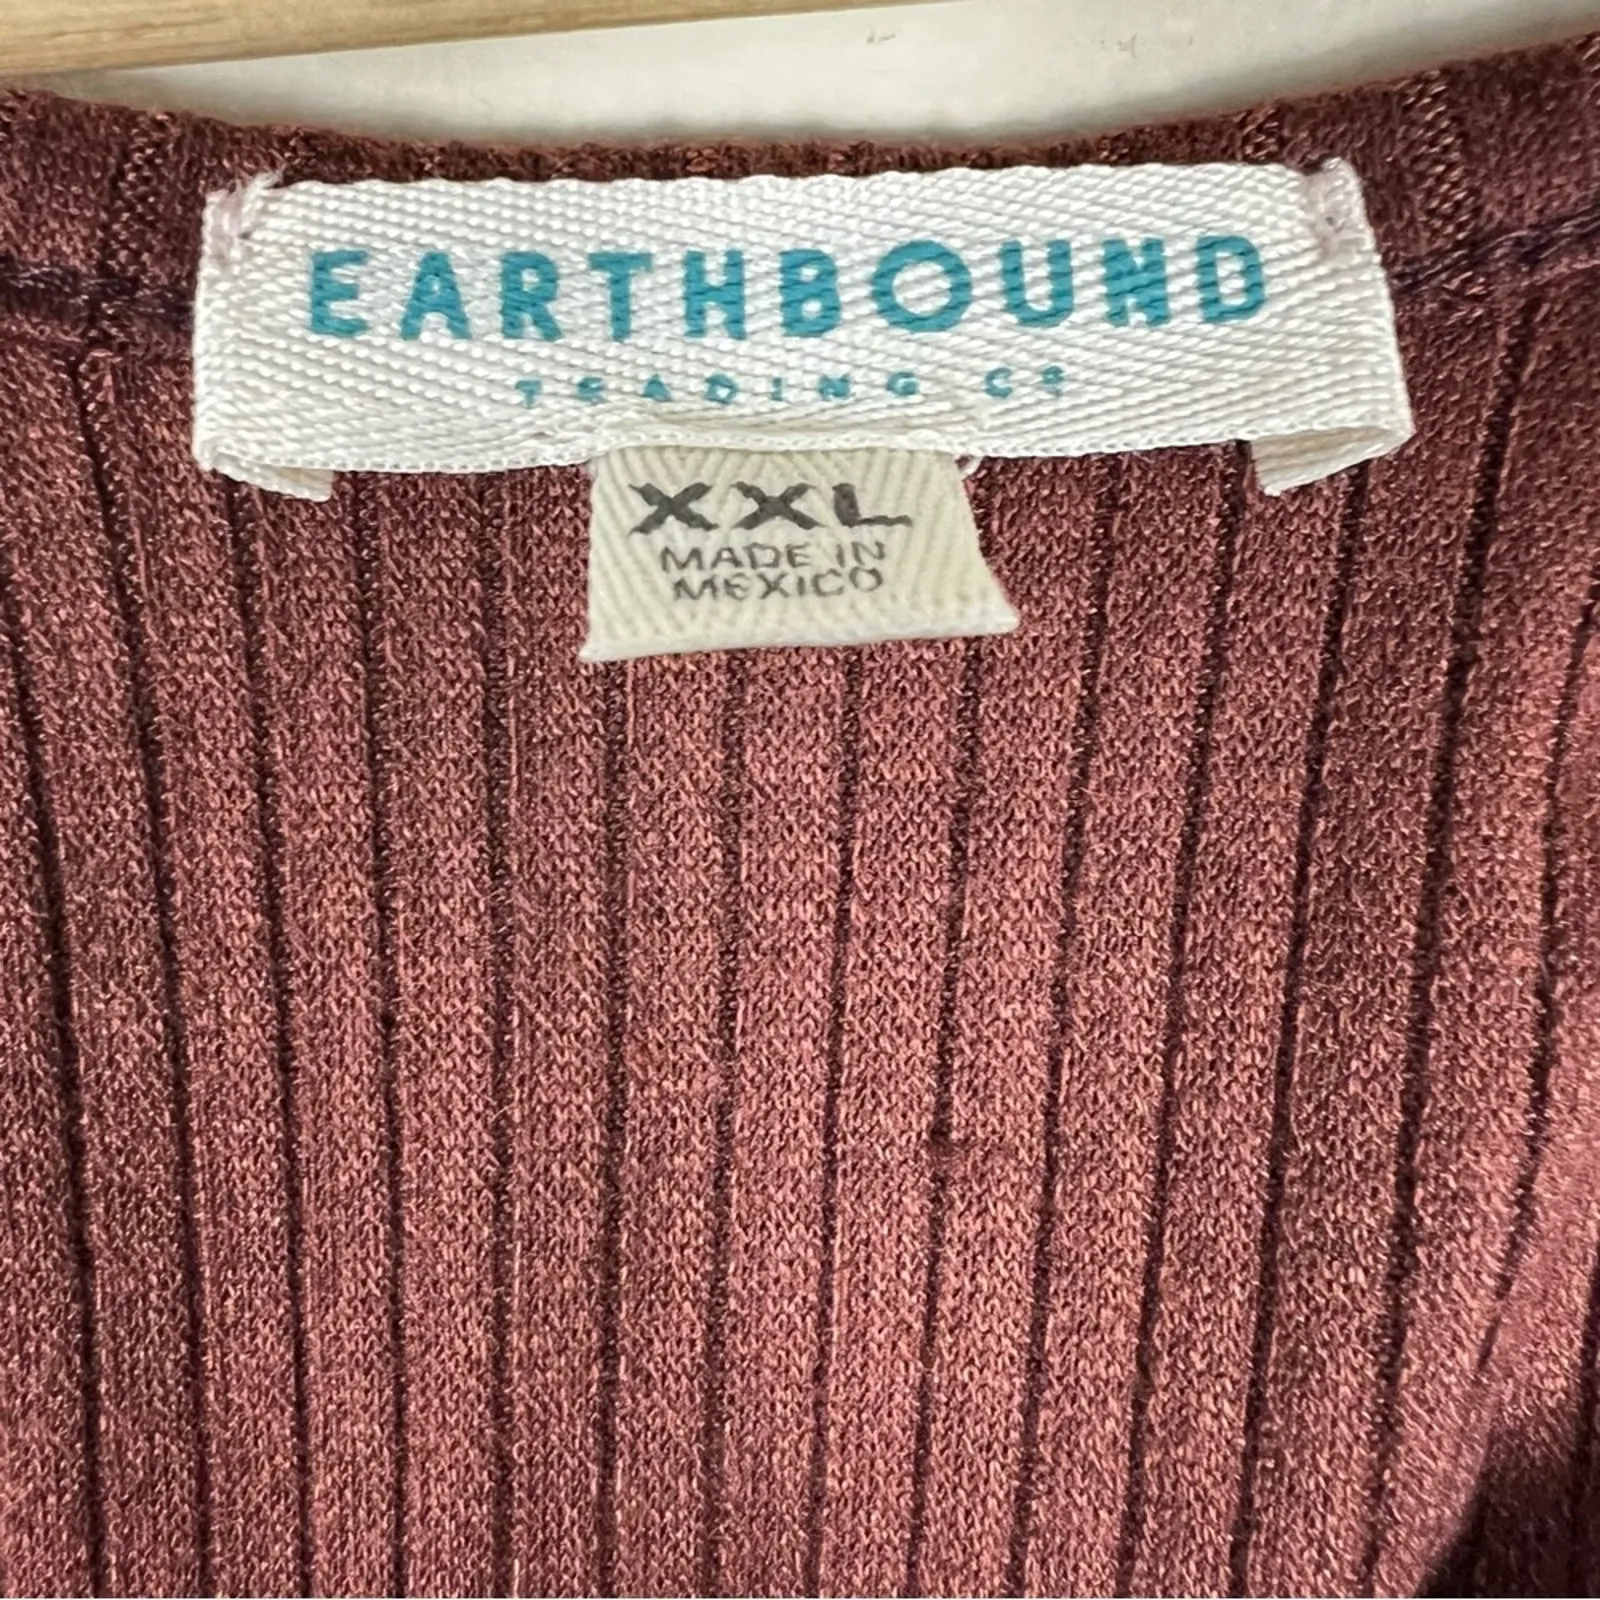 EARTHBOUND
TRADING CO
XXL
MADE IN
MEXICO